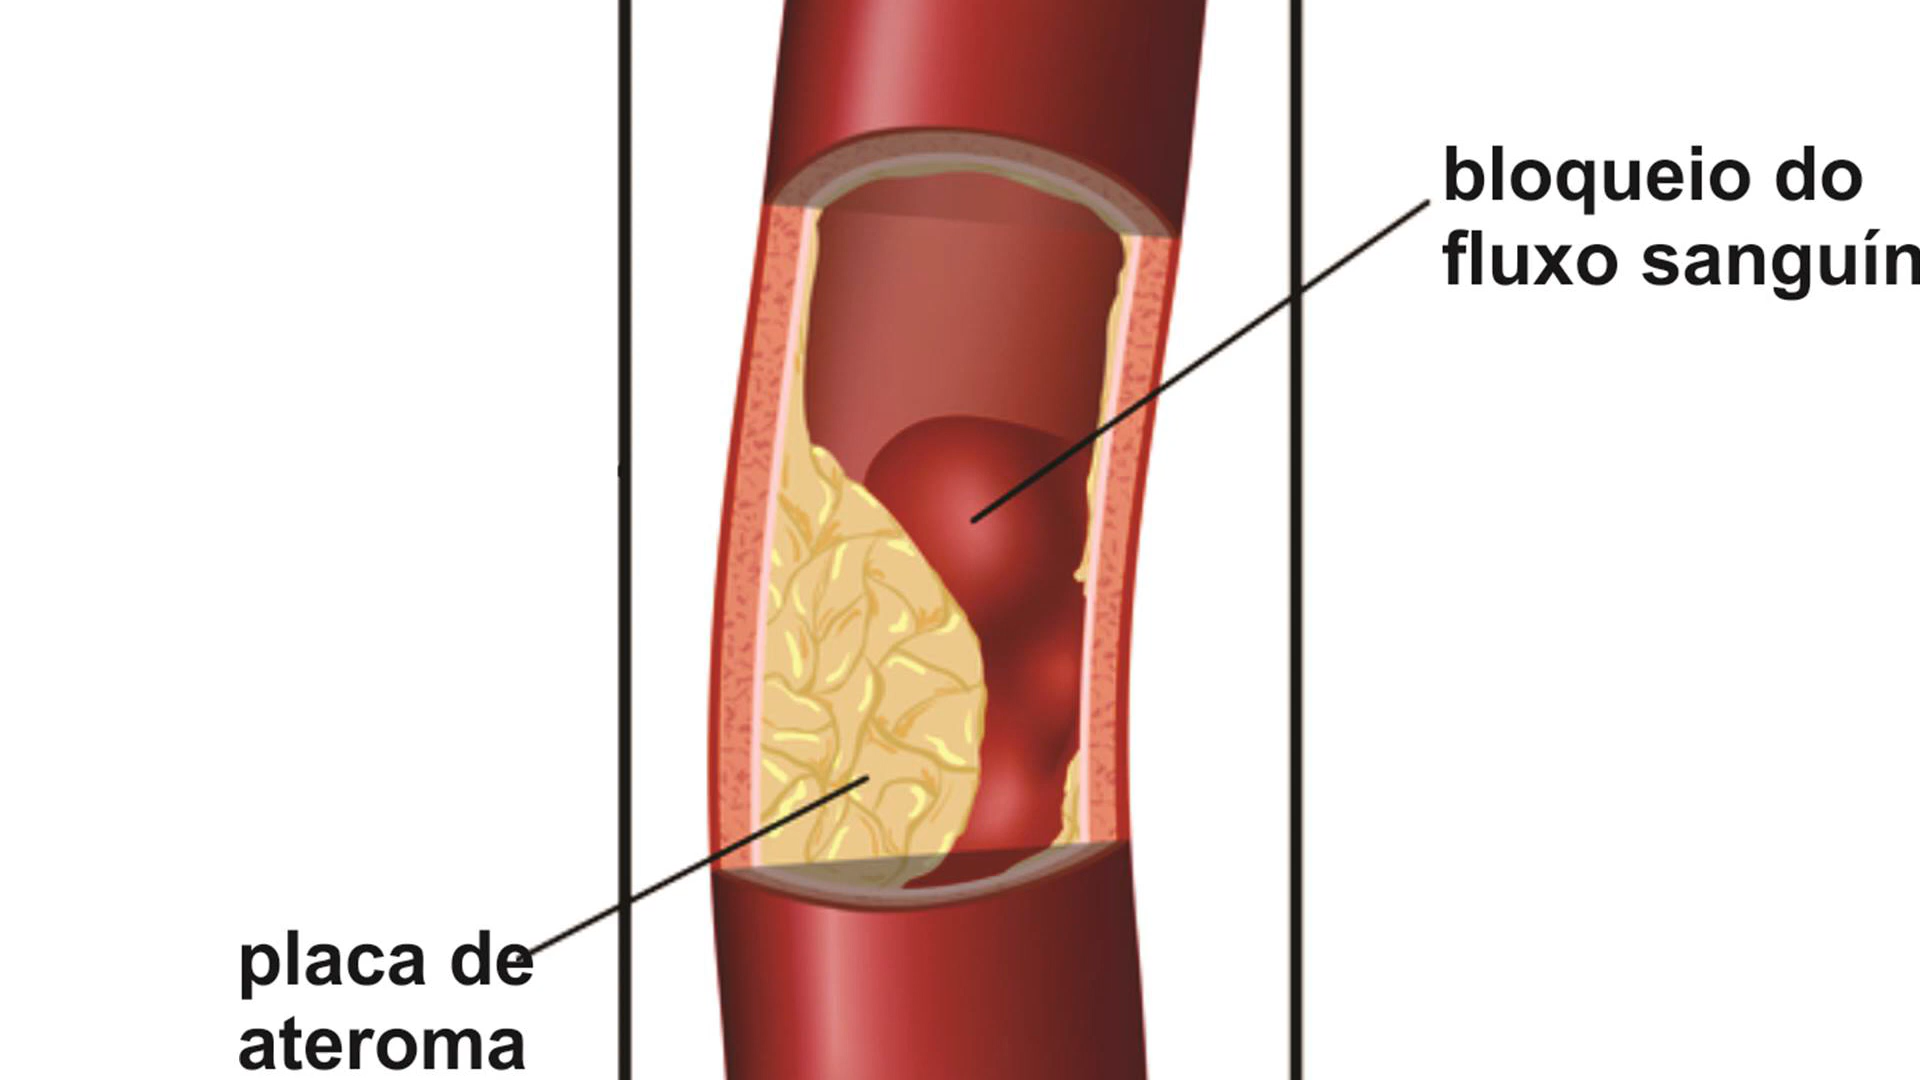 bloqueio do
fluxo sanguín
placa de
ateroma